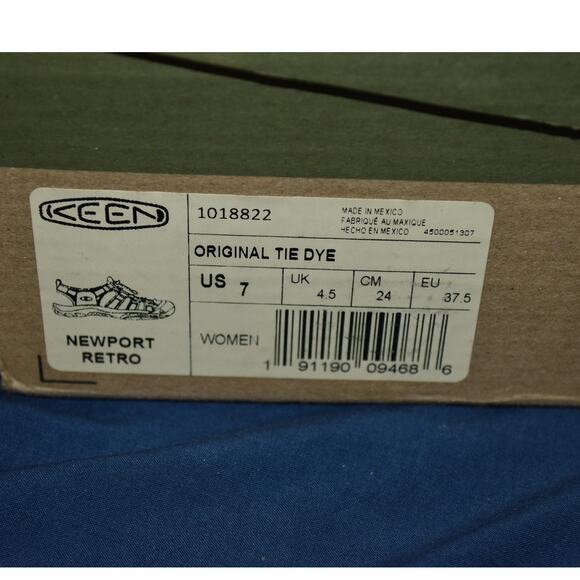 KEEN
1018822
MADE IN MEXICO
FABRIQUÉ AU MAXIQUE
HECHO EN MEXICO 4500051307
ORIGINAL TIE DYE
US 7
UK 4.5
CM 24
EU 37.5
NEWPORT
RETRO
WOMEN
1 91190 09468 6